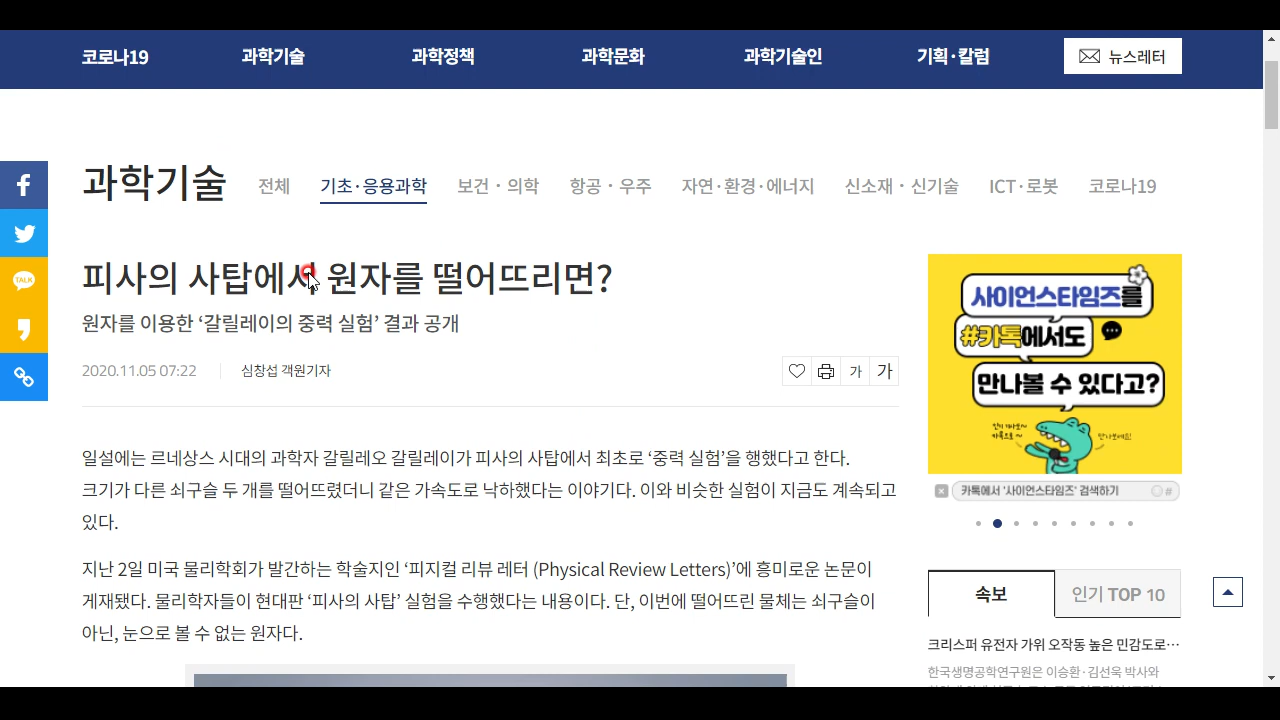 코로나19 과학기술 과학정책 과학문화 과학기술인 기획·칼럼 뉴스레터
과학기술 전체 기초·응용과학 보건·의학 항공·우주 자연·환경·에너지 신소재·신기술 ICT·로봇 코로나19
TALK
피사의 사탑에서 원자를 떨어뜨리면?
원자를 이용한 ‘갈릴레이의 중력 실험’ 결과 공개
2020.11.05 07:22 심창섭 객원기자
가 가
일설에는 르네상스 시대의 과학자 갈릴레오 갈릴레이가 피사의 사탑에서 최초로 ‘중력 실험’을 행했다고 한다.
크기가 다른 쇠구슬 두 개를 떨어뜨렸더니 같은 가속도로 낙하했다는 이야기다. 이와 비슷한 실험이 지금도 계속되고
있다.
지난 2일 미국 물리학회가 발간하는 학술지인 ‘피지컬 리뷰 레터 (Physical Review Letters)’에 흥미로운 논문이
게재됐다. 물리학자들이 현대판 ‘피사의 사탑’ 실험을 수행했다는 내용이다. 단, 이번에 떨어뜨린 물체는 쇠구슬이
아닌, 눈으로 볼 수 없는 원자다.
사이언스타임즈를
#카톡에서도
만나볼 수 있다고?
만나보세요!
카톡에서 '사이언스타임즈' 검색하기 #
속보 인기 TOP 10
크리스퍼 유전자 가위 오작동 높은 민감도로…
한국생명공학연구원은 이승환·김선욱 박사와